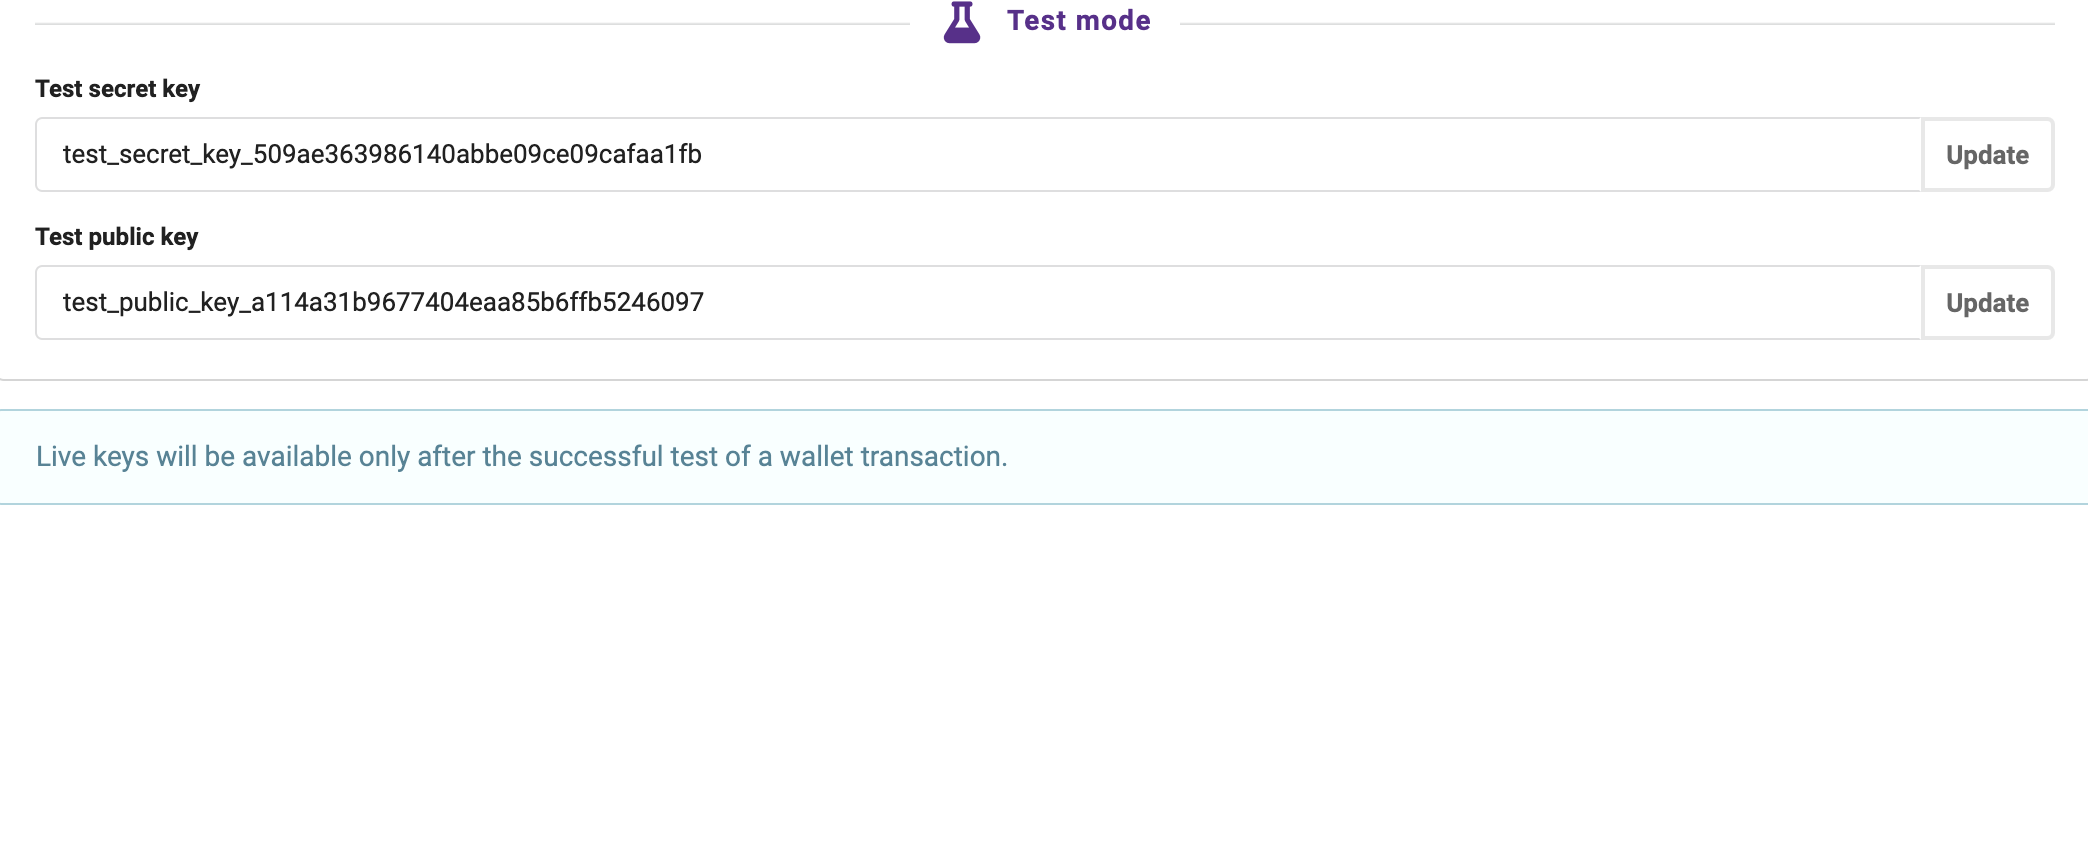 Test mode
Test secret key
test_secret_key_509ae363986140abbe09ce09cafaa1fb
Update
Test public key
test_public_key_a114a31b9677404eaa85b6ffb5246097
Update
Live keys will be available only after the successful test of a wallet transaction.